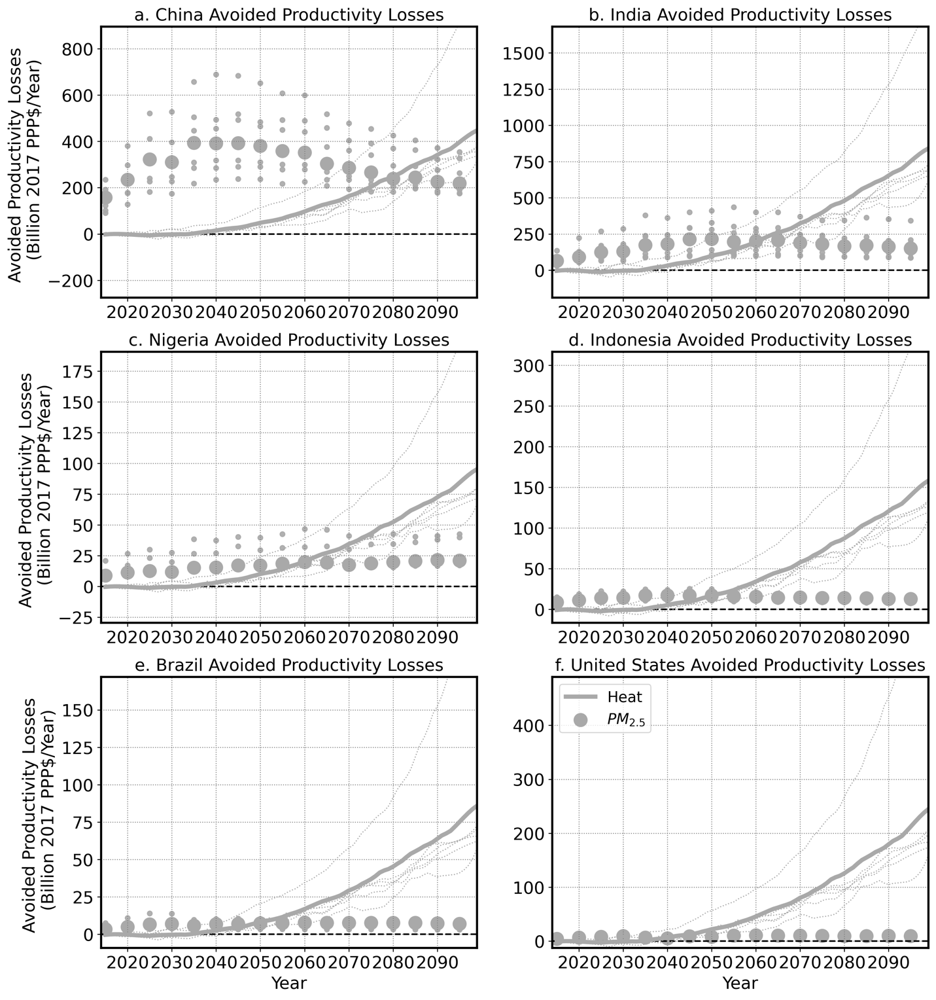 a. China Avoided Productivity Losses
Avoided Productivity Losses
(Billion 2017 PPP$/Year)
800
600
400
200
0
−200
2020 2030 2040 2050 2060 2070 2080 2090
b. India Avoided Productivity Losses
1500
1250
1000
750
500
250
0
2020 2030 2040 2050 2060 2070 2080 2090
c. Nigeria Avoided Productivity Losses
Avoided Productivity Losses
(Billion 2017 PPP$/Year)
175
150
125
100
75
50
25
0
−25
2020 2030 2040 2050 2060 2070 2080 2090
d. Indonesia Avoided Productivity Losses
300
250
200
150
100
50
0
2020 2030 2040 2050 2060 2070 2080 2090
e. Brazil Avoided Productivity Losses
Avoided Productivity Losses
(Billion 2017 PPP$/Year)
150
125
100
75
50
25
0
2020 2030 2040 2050 2060 2070 2080 2090
Year
f. United States Avoided Productivity Losses
Heat
PM2.5
400
300
200
100
0
2020 2030 2040 2050 2060 2070 2080 2090
Year